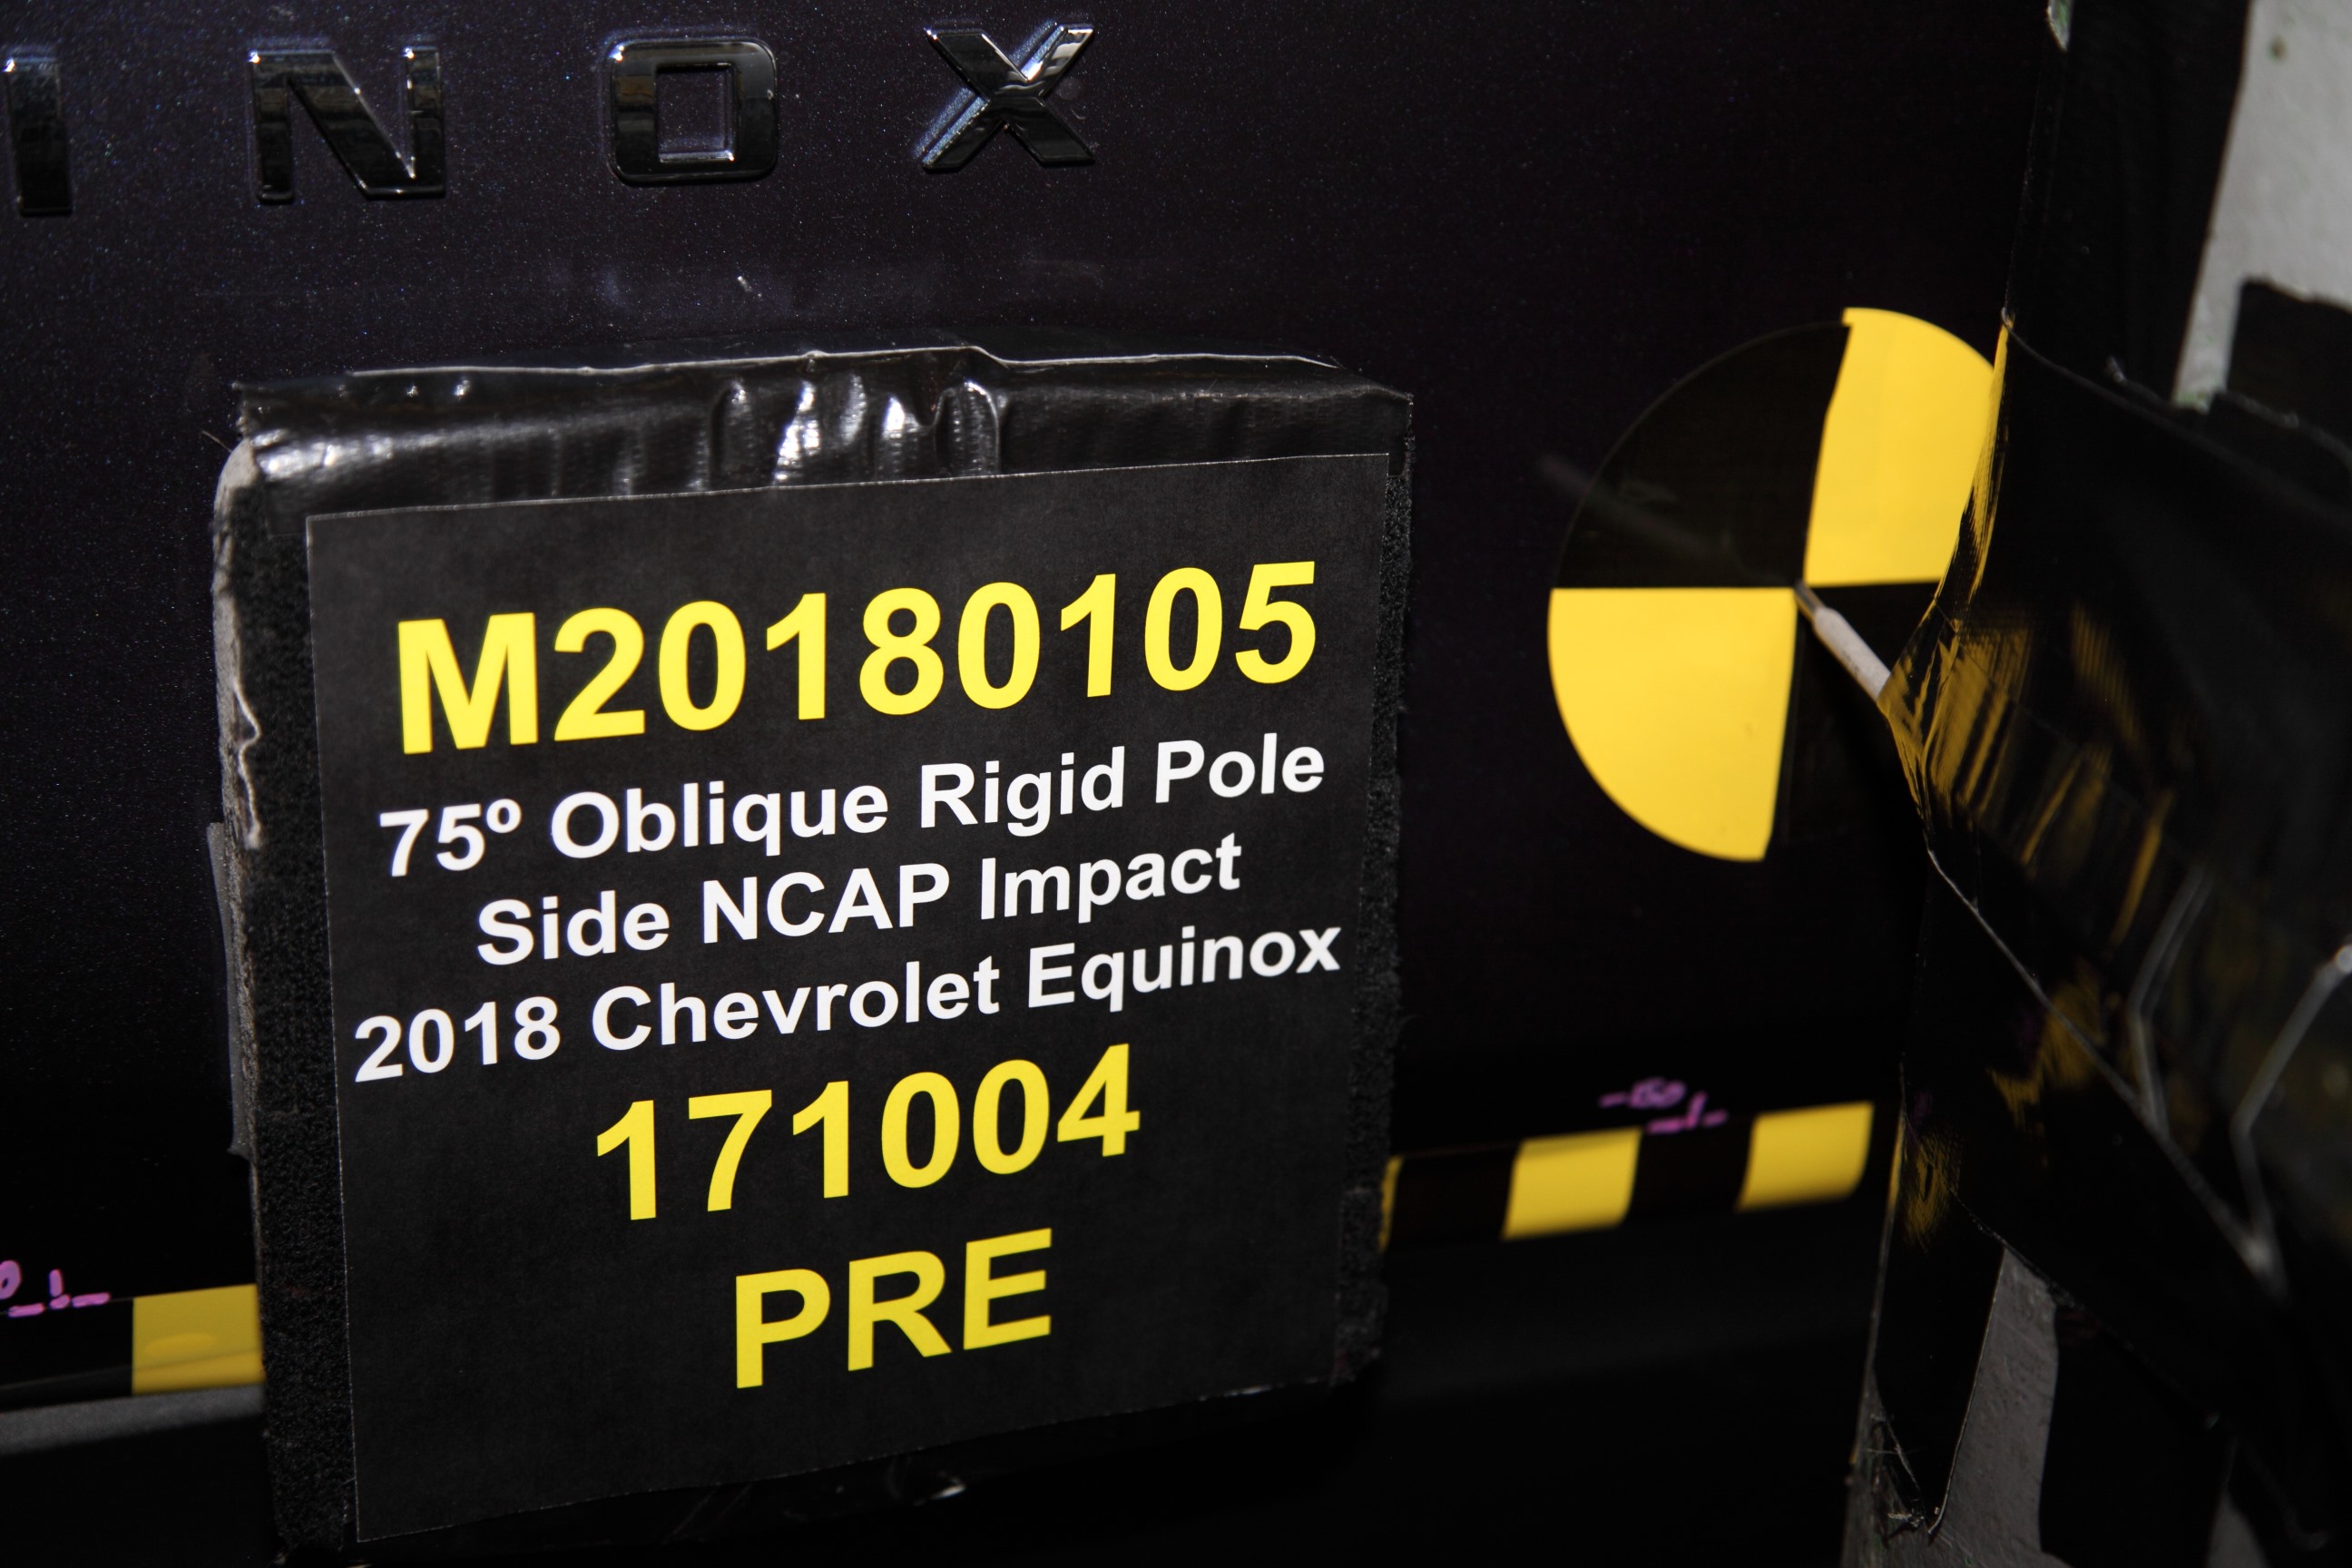 INOX
M20180105
75º Oblique Rigid Pole
Side NCAP Impact
2018 Chevrolet Equinox
171004
PRE